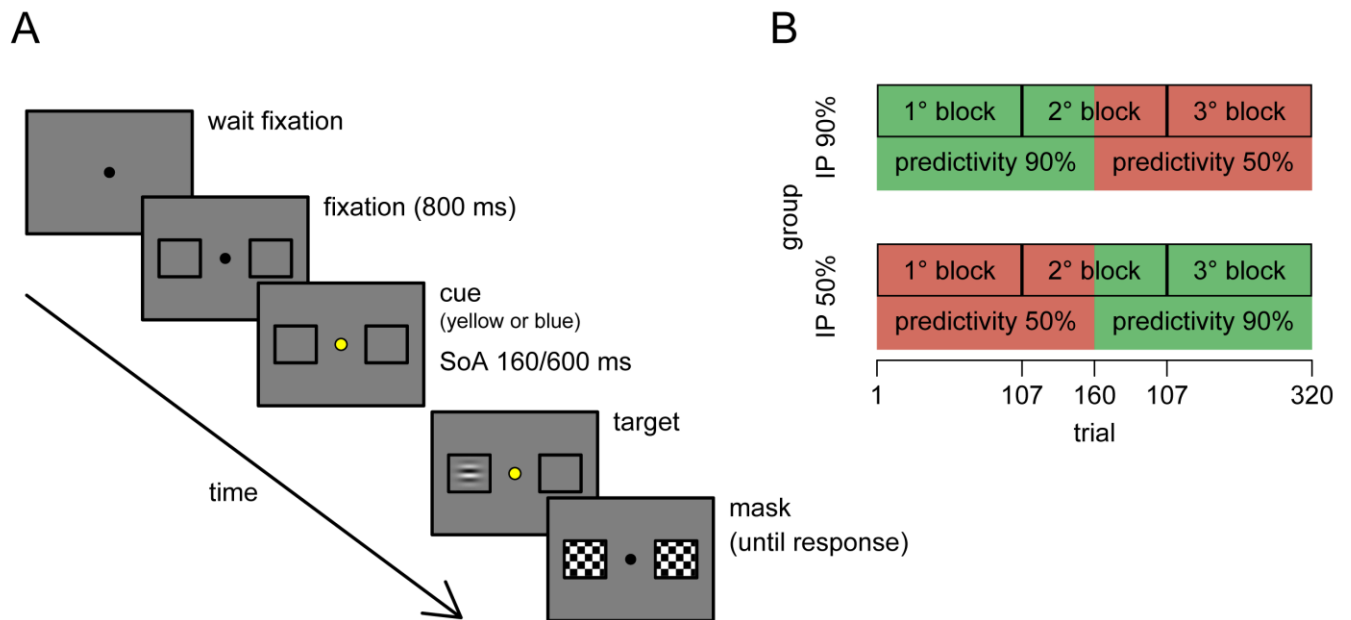 A
wait fixation
fixation (800 ms)
cue
(yellow or blue)
SoA 160/600 ms
target
mask
(until response)
time
B
group
IP 90%
1° block 2° block 3° block
predictivity 90% predictivity 50%
IP 50%
1° block 2° block 3° block
predictivity 50% predictivity 90%
1 107 160 107 320
trial